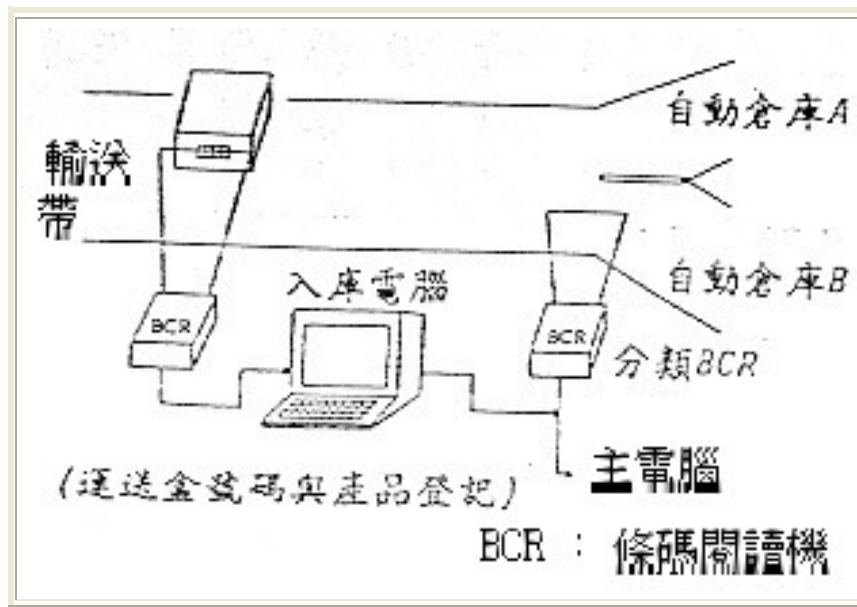 自動倉庫A
輸送
帶
入庫電腦
自動倉庫B
BCR
BCR
分類BCR
(運送盒號碼與產品登記)
主電腦
BCR : 條碼閱讀機